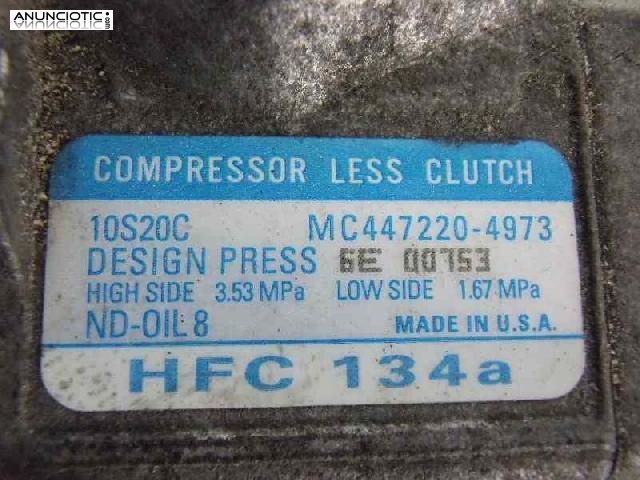 ANUNCIOTIC
COMPRESSOR LESS CLUTCH
10S20C MC447220-4973
DESIGN PRESS 6E 00753
HIGH SIDE 3.53 MPa LOW SIDE 1.67 MPa
ND-OIL 8 MADE IN U.S.A.
HFC 134a